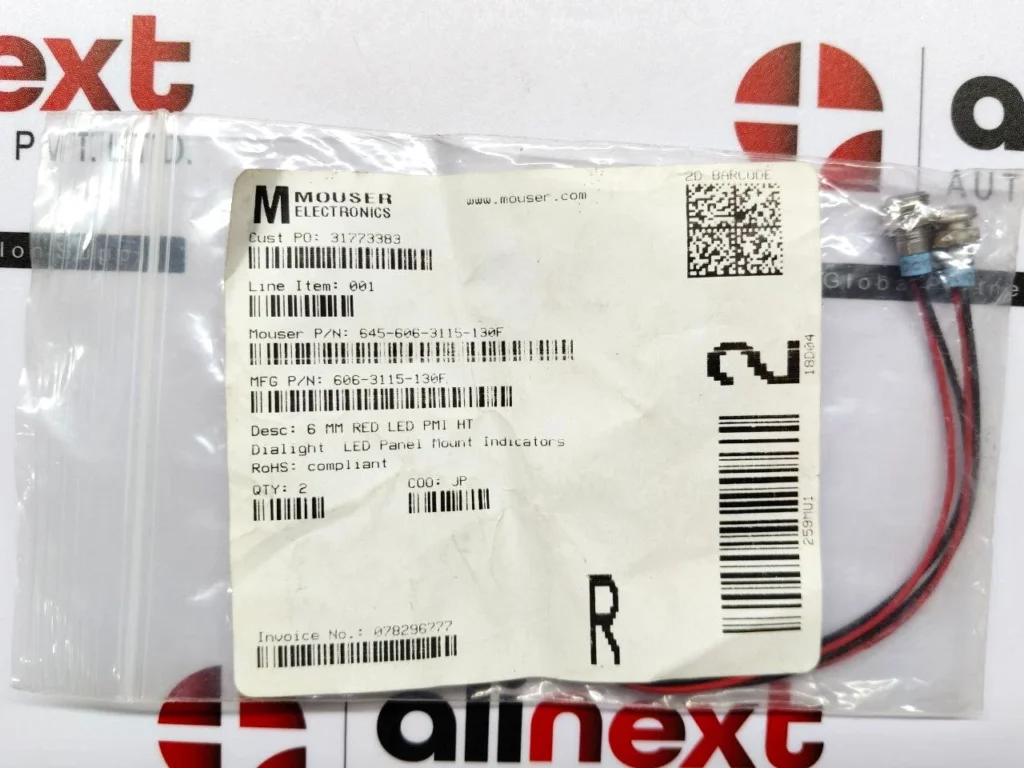 ext
PVT.LTD.
allnext
AUT
MOUSER
ELECTRONICS
www.mouser.com
2D BARCODE
Cust PO: 31773383
Line Item: 001
Mouser P/N: 645-606-3115-130F
MFG P/N: 606-3115-130F
Desc: 6 MM RED LED PMI HT
Dialight LED Panel Mount Indicators
RoHS: compliant
QTY: 2
COO: JP
2
18D04
259MU1
R
Invoice No.: 078296777
Global
allnext